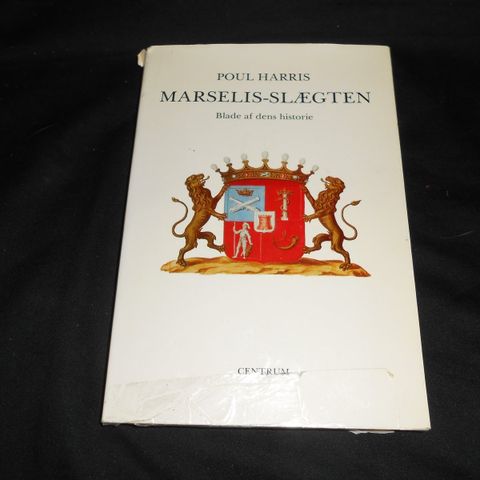 POUL HARRIS
MARSELIS-SLÆGTEN
Blade af dens historie
CENTRUM